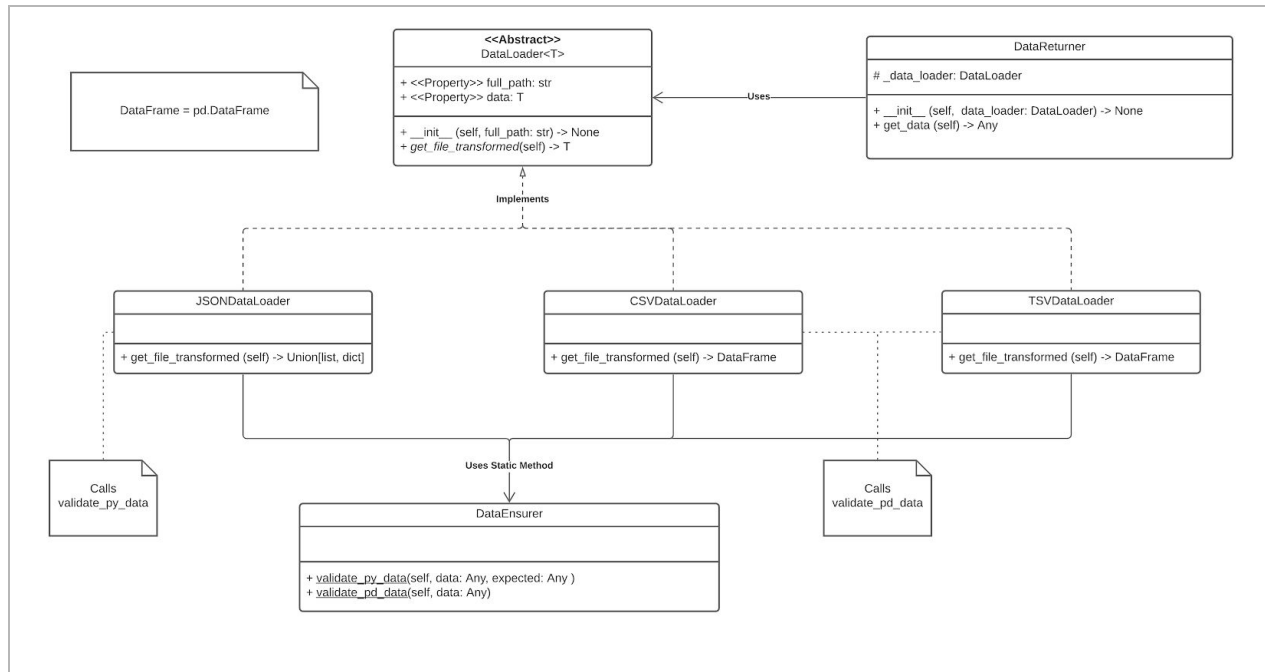 <<Abstract>>
DataLoader<T>
+ <<Property>> full_path: str
+ <<Property>> data: T
+ __init__ (self, full_path: str) -> None
+ get_file_transformed(self) -> T
DataReturner
# _data_loader: DataLoader
+ __init__ (self,  data_loader: DataLoader) -> None
+ get_data (self) -> Any
DataFrame = pd.DataFrame
Uses
Implements
JSONDataLoader
+ get_file_transformed (self) -> Union[list, dict]
CSVDataLoader
+ get_file_transformed (self) -> DataFrame
TSVDataLoader
+ get_file_transformed (self) -> DataFrame
Calls
validate_py_data
Uses Static Method
Calls
validate_pd_data
DataEnsurer
+ validate_py_data(self, data: Any, expected: Any )
+ validate_pd_data(self, data: Any)